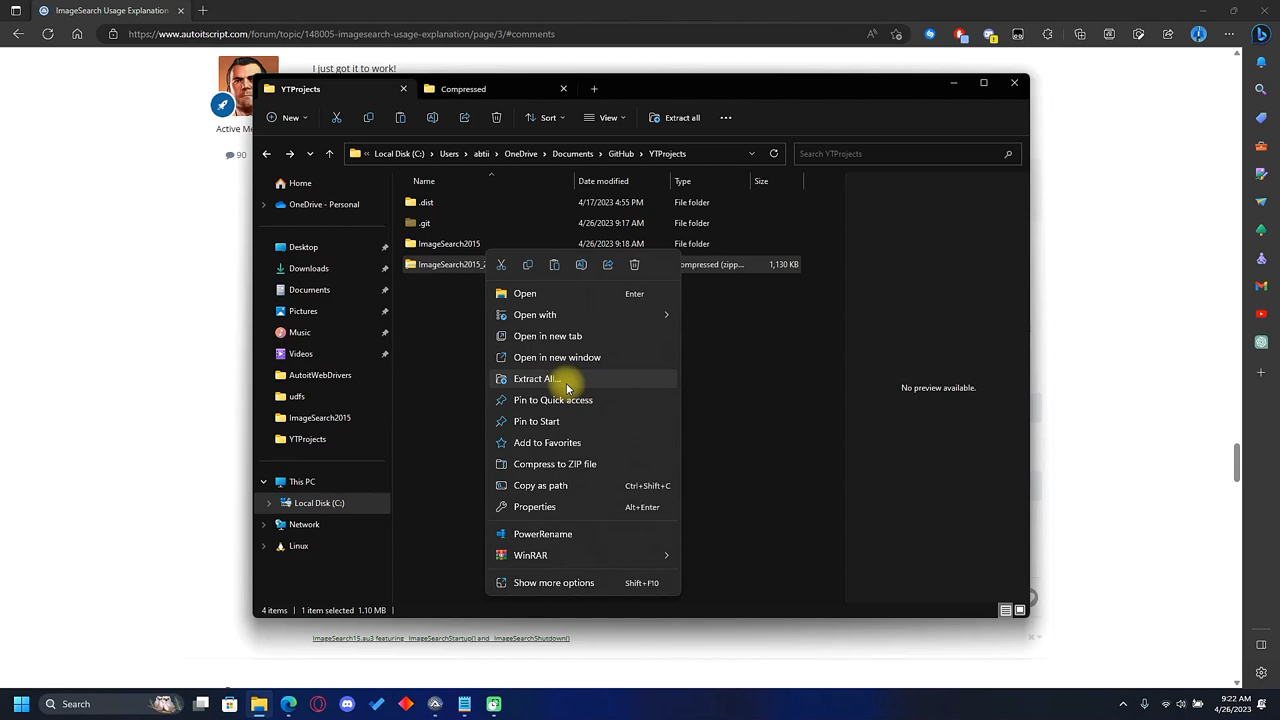 ImageSearch Usage Explanation
https://www.autoitscript.com/forum/topic/148005-imagesearch-usage-explanation/page/3/#comments
I just got it to work!
Active Me
90
YTProjects
Compressed
New
Sort
View
Extract all
Local Disk (C:) Users abtii OneDrive Documents GitHub YTProjects
Search YTProjects
Name Date modified Type Size
.dist 4/17/2023 4:55 PM File folder
.git 4/26/2023 9:17 AM File folder
ImageSearch2015 4/26/2023 9:18 AM File folder
ImageSearch2015_ ompressed (zipp... 1,130 KB
Home
OneDrive - Personal
Desktop
Downloads
Documents
Pictures
Music
Videos
AutoitWebDrivers
udfs
ImageSearch2015
YTProjects
This PC
Local Disk (C:)
Network
Linux
Open Enter
Open with
Open in new tab
Open in new window
Extract All...
Pin to Quick access
Pin to Start
Add to Favorites
Compress to ZIP file
Copy as path Ctrl+Shift+C
Properties Alt+Enter
PowerRename
WinRAR
Show more options Shift+F10
No preview available.
4 items 1 item selected 1.10 MB
ImageSearch15.au3 featuring _ImageSearchStartup() and _ImageSearchShutdown()
Search
9:22 AM
4/26/2023